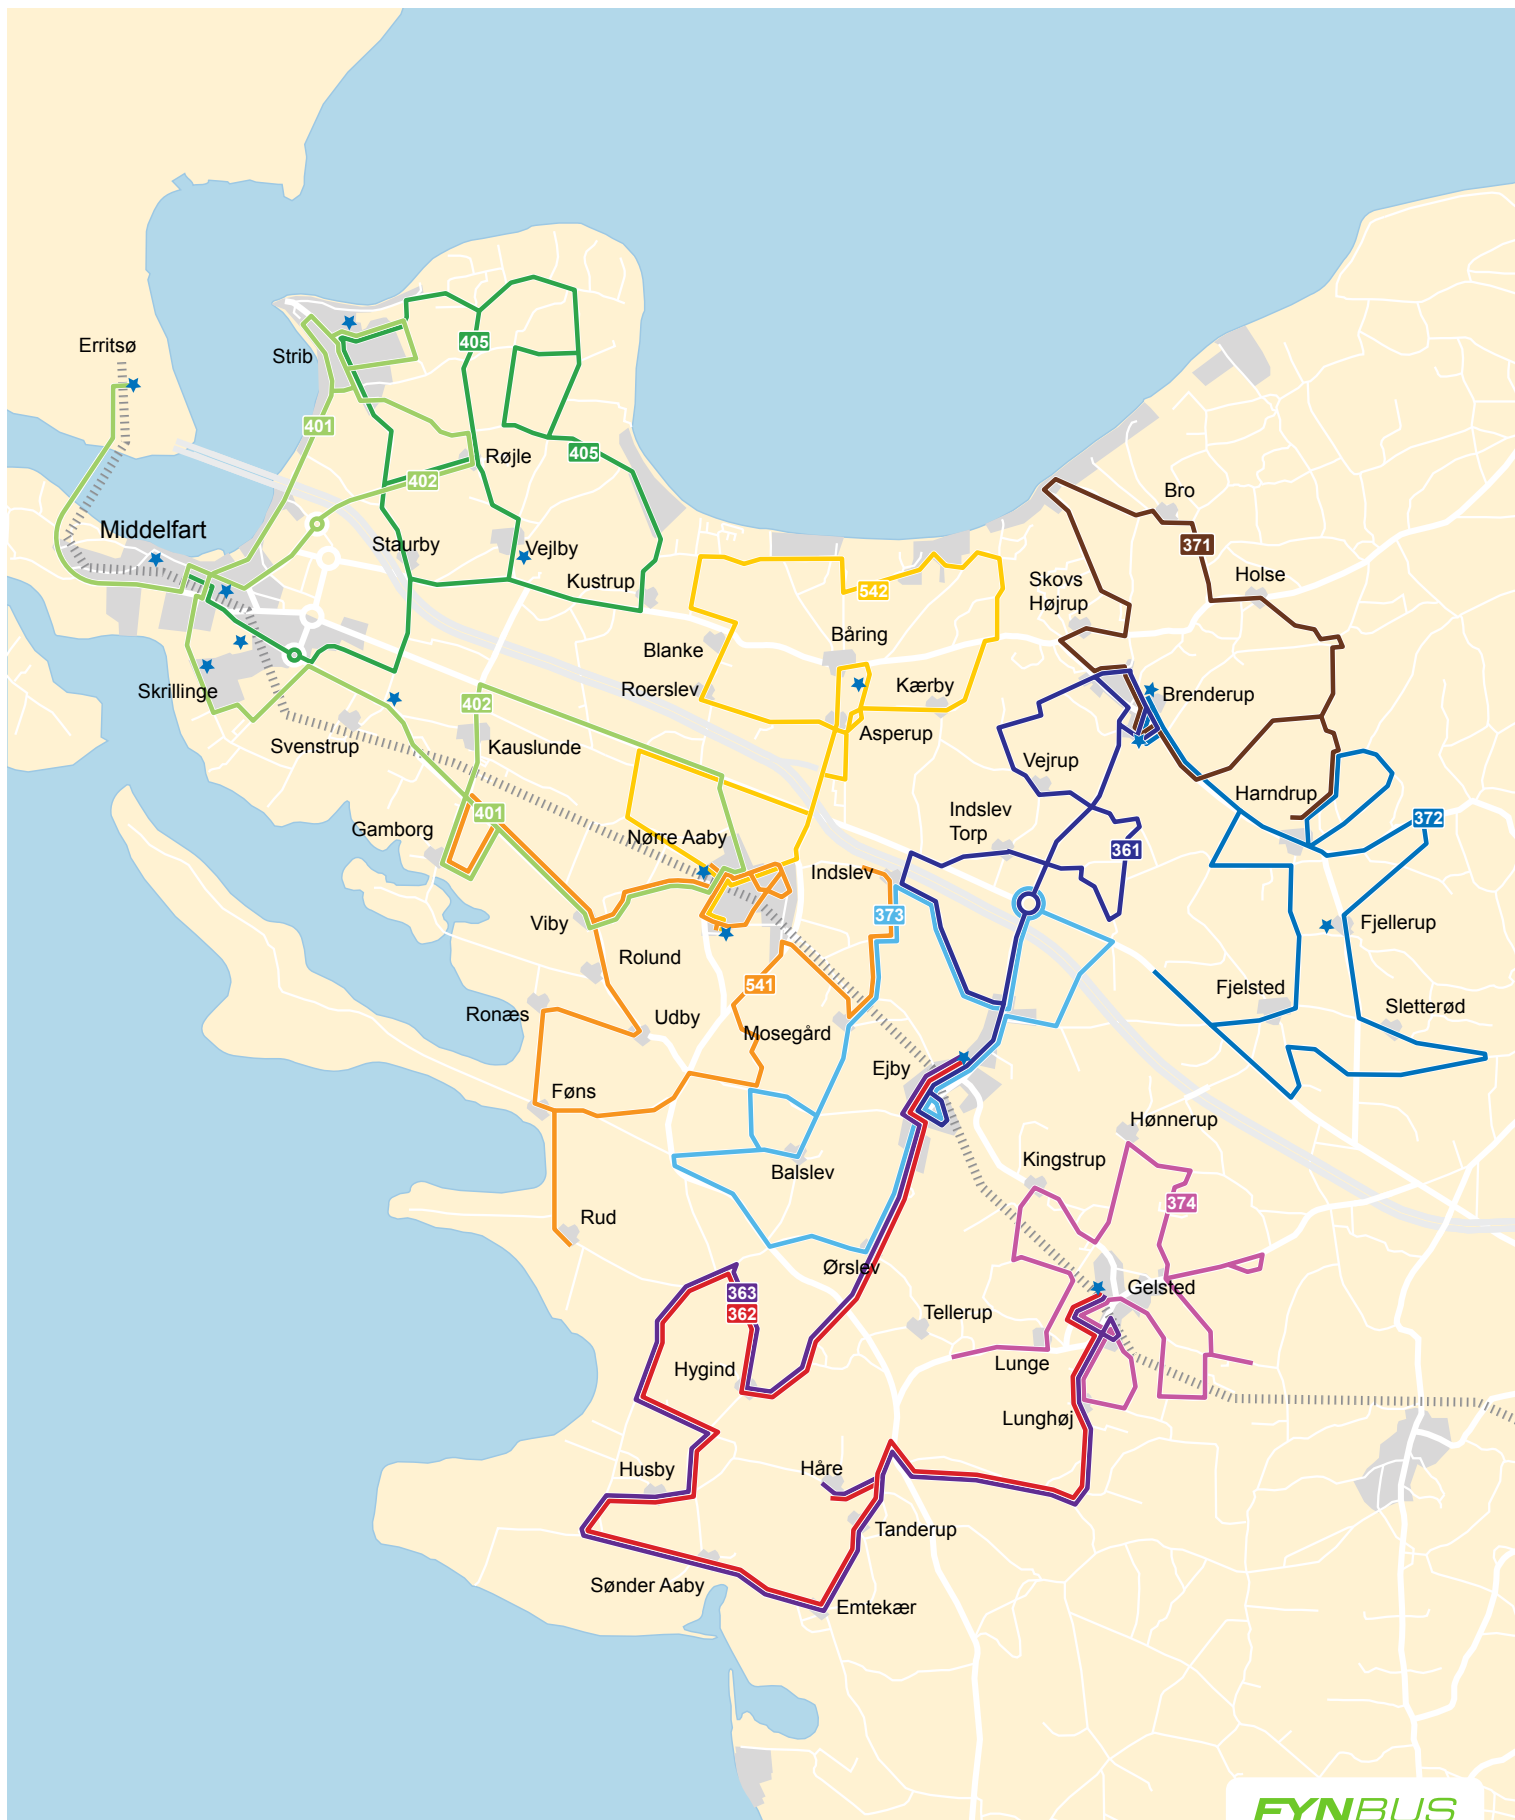 Erritsø
Strib
405
401
Røjle
405
402
Middelfart
Staurby
Vejlby
Kustrup
Bro
371
Holse
Skovs
Højrup
542
Båring
Blanke
Roerslev
Kærby
Asperup
Brenderup
Skrillinge
Svenstrup
402
Kauslunde
Vejrup
Harndrup
372
Indslev
Torp
361
401
Gamborg
Nørre Aaby
Indslev
373
Viby
Fjellerup
Rolund
541
Fjelsted
Sletterød
Ronæs
Udby
Mosegård
Ejby
Føns
Hønnerup
Kingstrup
Balslev
374
Rud
Ørslev
Gelsted
363
362
Tellerup
Hygind
Lunge
Lunghøj
Husby
Håre
Tanderup
Sønder Aaby
Emtekær
FYNBUS